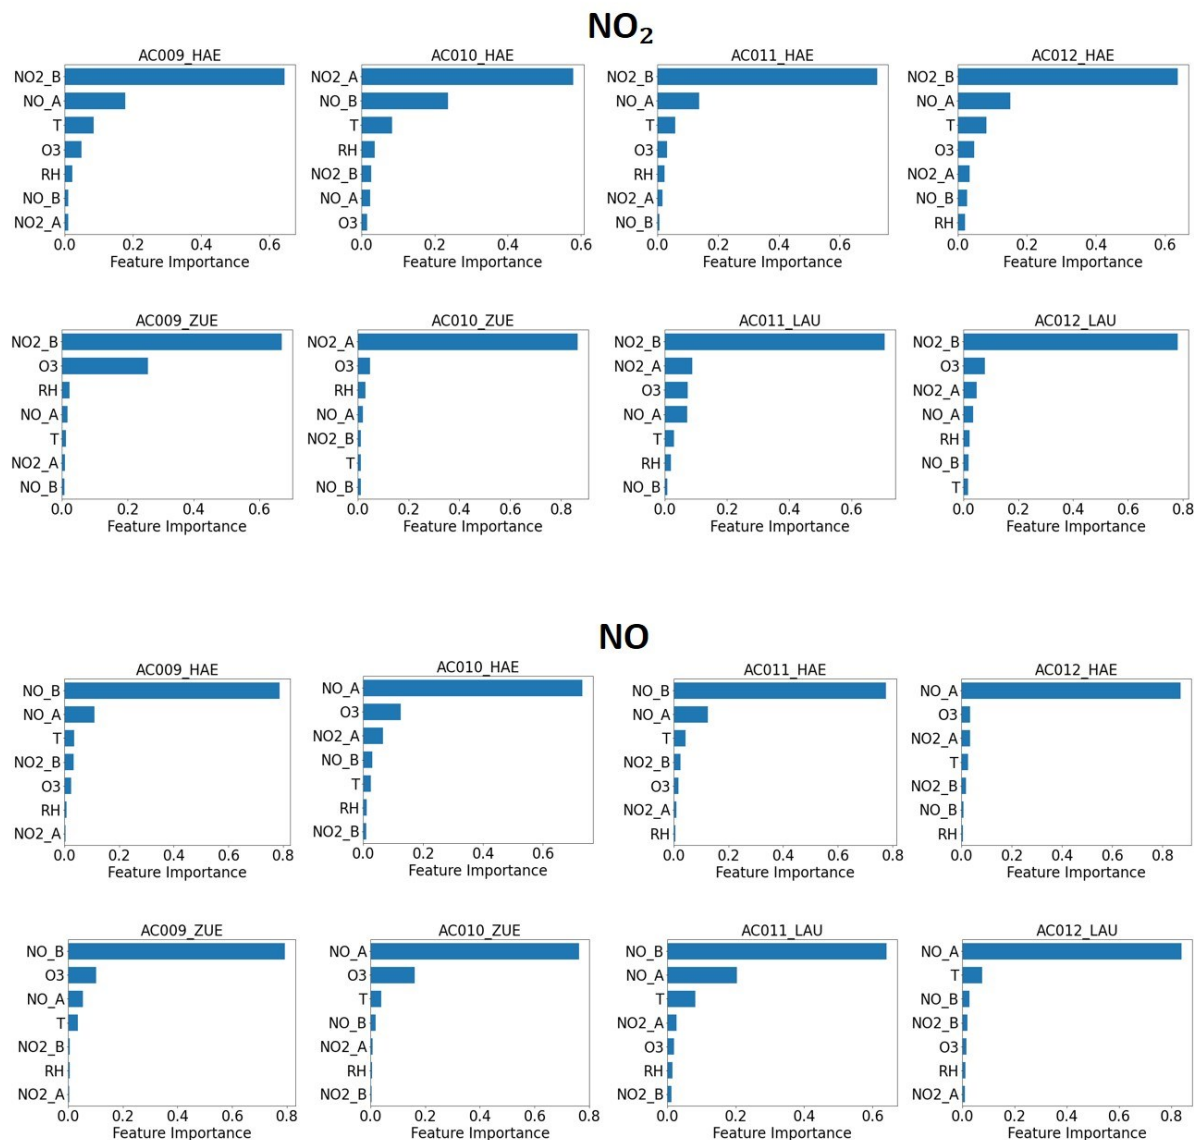 NO₂
AC009_HAE
NO2_B
NO_A
T
O3
RH
NO_B
NO2_A
0.0 0.2 0.4 0.6
Feature Importance
AC010_HAE
NO2_A
NO_B
T
RH
NO2_B
NO_A
O3
0.0 0.2 0.4 0.6
Feature Importance
AC011_HAE
NO2_B
NO_A
T
O3
RH
NO2_A
NO_B
0.0 0.2 0.4 0.6
Feature Importance
AC012_HAE
NO2_B
NO_A
T
O3
NO2_A
NO_B
RH
0.0 0.2 0.4 0.6
Feature Importance
AC009_ZUE
NO2_B
O3
RH
NO_A
T
NO2_A
NO_B
0.0 0.2 0.4 0.6
Feature Importance
AC010_ZUE
NO2_A
O3
RH
NO_A
NO2_B
T
NO_B
0.0 0.2 0.4 0.6 0.8
Feature Importance
AC011_LAU
NO2_B
NO2_A
O3
NO_A
T
RH
NO_B
0.0 0.2 0.4 0.6
Feature Importance
AC012_LAU
NO2_B
O3
NO2_A
NO_A
RH
NO_B
T
0.0 0.2 0.4 0.6 0.8
Feature Importance
NO
AC009_HAE
NO_B
NO_A
T
NO2_B
O3
RH
NO2_A
0.0 0.2 0.4 0.6 0.8
Feature Importance
AC010_HAE
NO_A
O3
NO2_A
NO_B
T
RH
NO2_B
0.0 0.2 0.4 0.6
Feature Importance
AC011_HAE
NO_B
NO_A
T
NO2_B
O3
NO2_A
RH
0.0 0.2 0.4 0.6 0.8
Feature Importance
AC012_HAE
NO_A
O3
NO2_A
T
NO2_B
NO_B
RH
0.0 0.2 0.4 0.6 0.8
Feature Importance
AC009_ZUE
NO_B
O3
NO_A
T
NO2_B
RH
NO2_A
0.0 0.2 0.4 0.6 0.8
Feature Importance
AC010_ZUE
NO_A
O3
T
NO_B
NO2_A
RH
NO2_B
0.0 0.2 0.4 0.6 0.8
Feature Importance
AC011_LAU
NO_B
NO_A
T
NO2_A
O3
RH
NO2_B
0.0 0.2 0.4 0.6
Feature Importance
AC012_LAU
NO_A
T
NO_B
NO2_B
O3
RH
NO2_A
0.0 0.2 0.4 0.6 0.8
Feature Importance